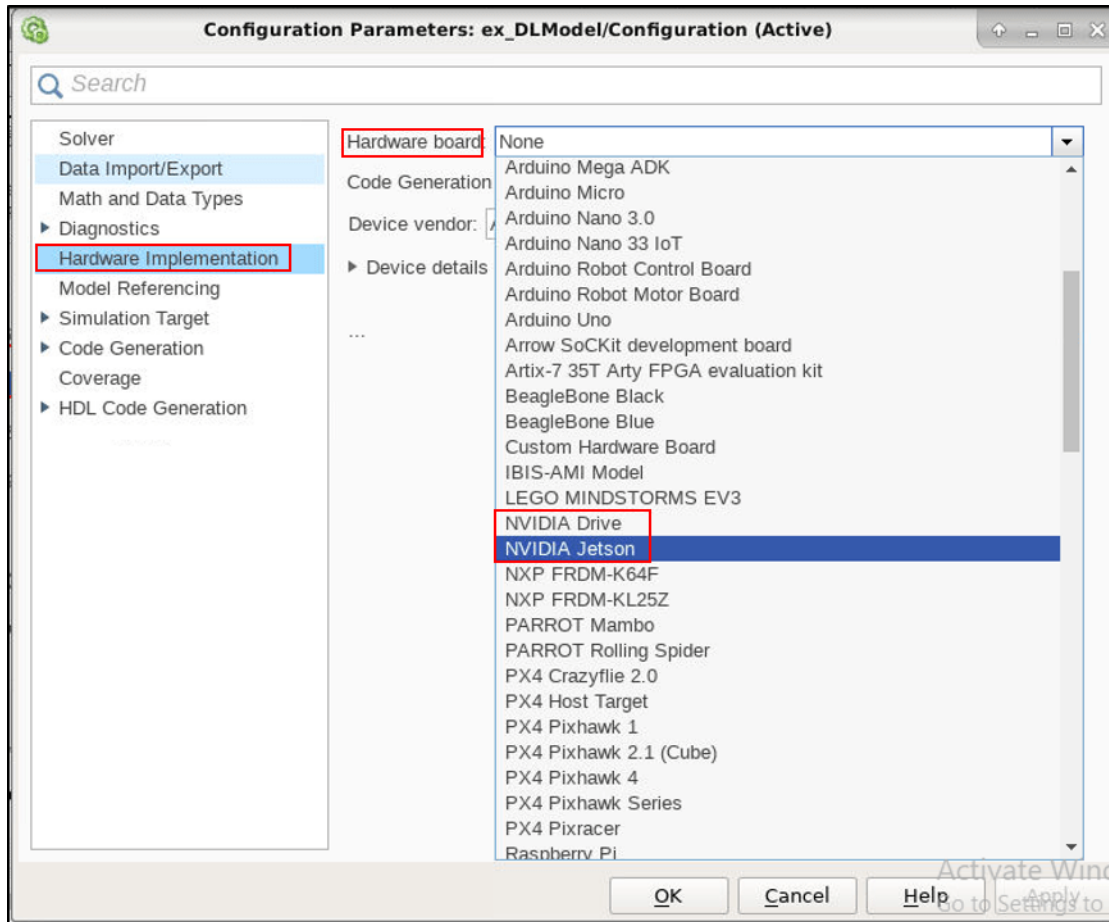 Configuration Parameters: ex_DLModel/Configuration (Active)
Search
Solver
Data Import/Export
Math and Data Types
Diagnostics
Hardware Implementation
Model Referencing
Simulation Target
Code Generation
Coverage
HDL Code Generation
Hardware board: None
Code Generation
Device vendor:
Device details
...
Arduino Mega ADK
Arduino Micro
Arduino Nano 3.0
Arduino Nano 33 IoT
Arduino Robot Control Board
Arduino Robot Motor Board
Arduino Uno
Arrow SoCKit development board
Artix-7 35T Arty FPGA evaluation kit
BeagleBone Black
BeagleBone Blue
Custom Hardware Board
IBIS-AMI Model
LEGO MINDSTORMS EV3
NVIDIA Drive
NVIDIA Jetson
NXP FRDM-K64F
NXP FRDM-KL25Z
PARROT Mambo
PARROT Rolling Spider
PX4 Crazyflie 2.0
PX4 Host Target
PX4 Pixhawk 1
PX4 Pixhawk 2.1 (Cube)
PX4 Pixhawk 4
PX4 Pixhawk Series
PX4 Pixracer
Raspberry Pi
OK
Cancel
Help
Apply
Activate Wind
Go to Settings to